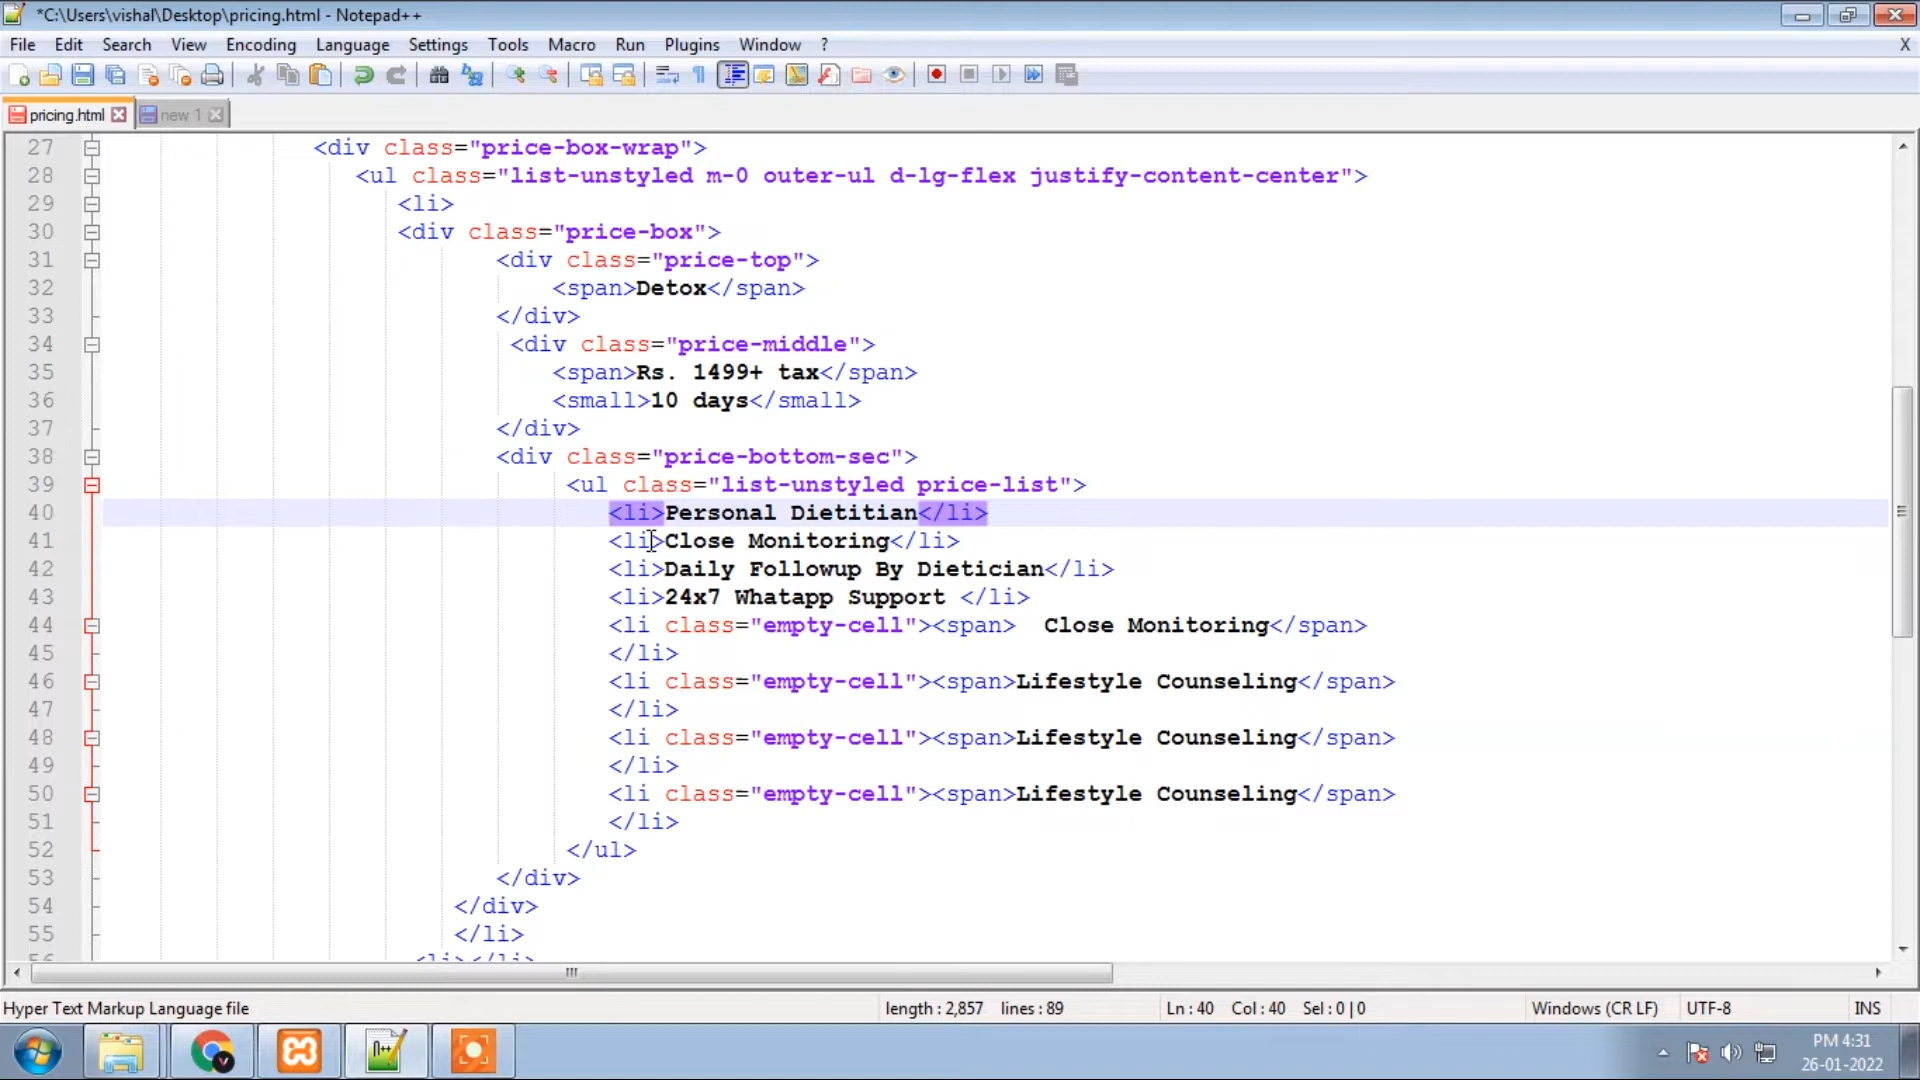 *C:\Users\vishal\Desktop\pricing.html - Notepad++
File Edit Search View Encoding Language Settings Tools Macro Run Plugins Window ? X
pricing.html new 1
27 <div class="price-box-wrap">
28 <ul class="list-unstyled m-0 outer-ul d-lg-flex justify-content-center">
29 <li>
30 <div class="price-box">
31 <div class="price-top">
32 <span>Detox</span>
33 </div>
34 <div class="price-middle">
35 <span>Rs. 1499+ tax</span>
36 <small>10 days</small>
37 </div>
38 <div class="price-bottom-sec">
39 <ul class="list-unstyled price-list">
40 <li>Personal Dietitian</li>
41 <li>Close Monitoring</li>
42 <li>Daily Followup By Dietician</li>
43 <li>24x7 Whatapp Support </li>
44 <li class="empty-cell"><span>  Close Monitoring</span>
45 </li>
46 <li class="empty-cell"><span>Lifestyle Counseling</span>
47 </li>
48 <li class="empty-cell"><span>Lifestyle Counseling</span>
49 </li>
50 <li class="empty-cell"><span>Lifestyle Counseling</span>
51 </li>
52 </ul>
53 </div>
54 </div>
55 </li>
56 <li></li>
Hyper Text Markup Language file length : 2,857 lines : 89 Ln : 40 Col : 40 Sel : 0 | 0 Windows (CR LF) UTF-8 INS
PM 4:31
26-01-2022